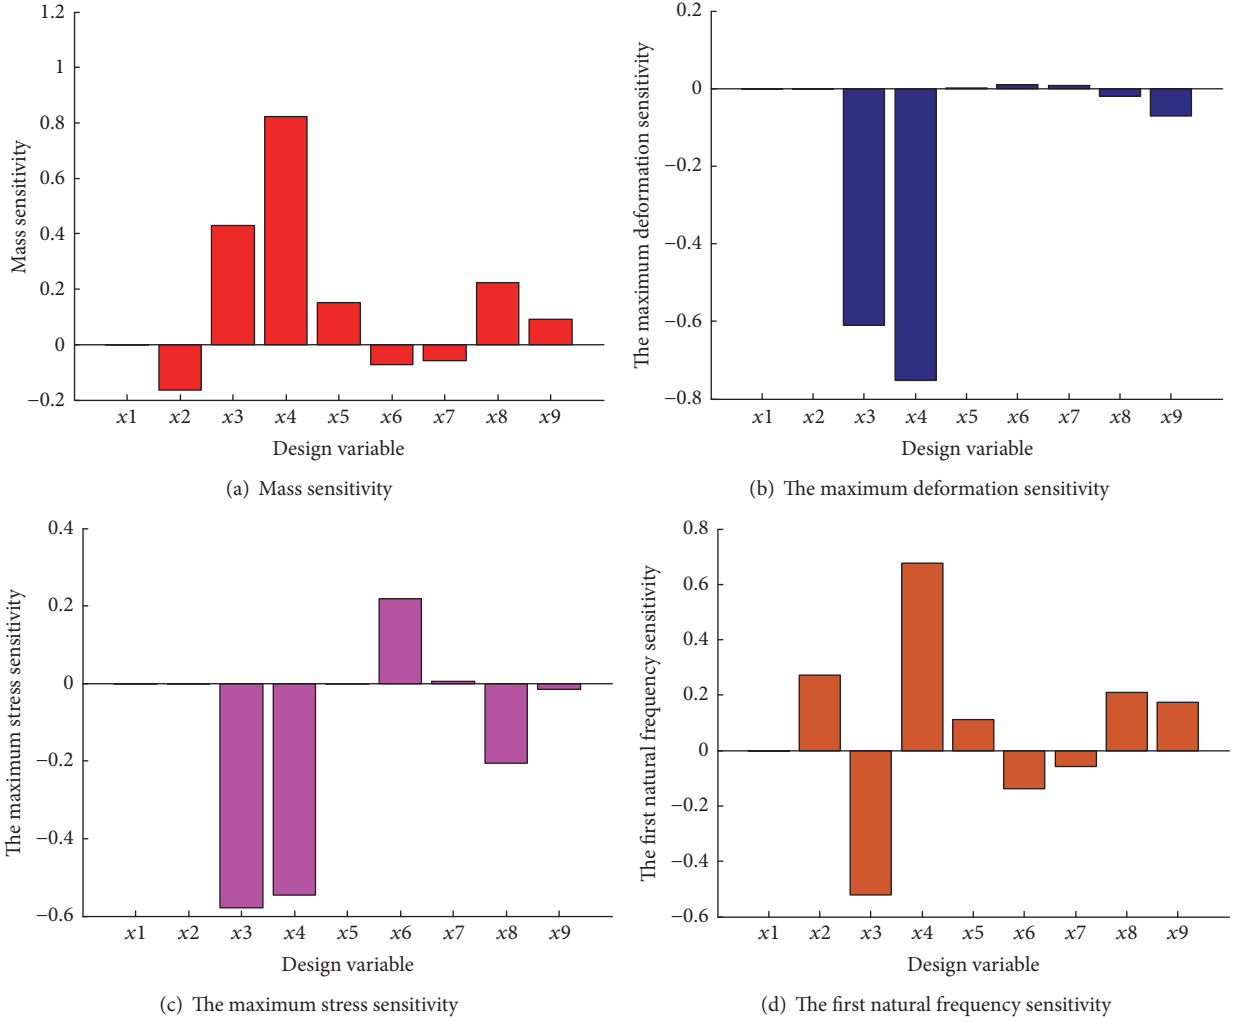 1.2
1
0.8
0.6
0.4
0.2
0
−0.2
Mass sensitivity
x1 x2 x3 x4 x5 x6 x7 x8 x9
Design variable
(a) Mass sensitivity
0.2
0
−0.2
−0.4
−0.6
−0.8
The maximum deformation sensitivity
x1 x2 x3 x4 x5 x6 x7 x8 x9
Design variable
(b) The maximum deformation sensitivity
0.4
0.2
0
−0.2
−0.4
−0.6
The maximum stress sensitivity
x1 x2 x3 x4 x5 x6 x7 x8 x9
Design variable
(c) The maximum stress sensitivity
0.8
0.6
0.4
0.2
0
−0.2
−0.4
−0.6
The first natural frequency sensitivity
x1 x2 x3 x4 x5 x6 x7 x8 x9
Design variable
(d) The first natural frequency sensitivity